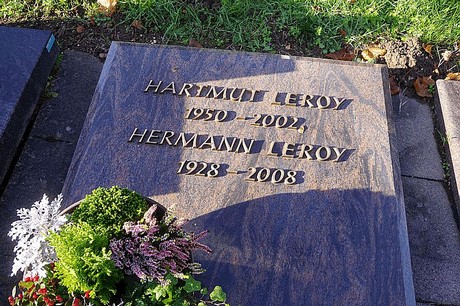 HARTMUT LEROY
1950 - 2002
HERMANN LEROY
1928 - 2008